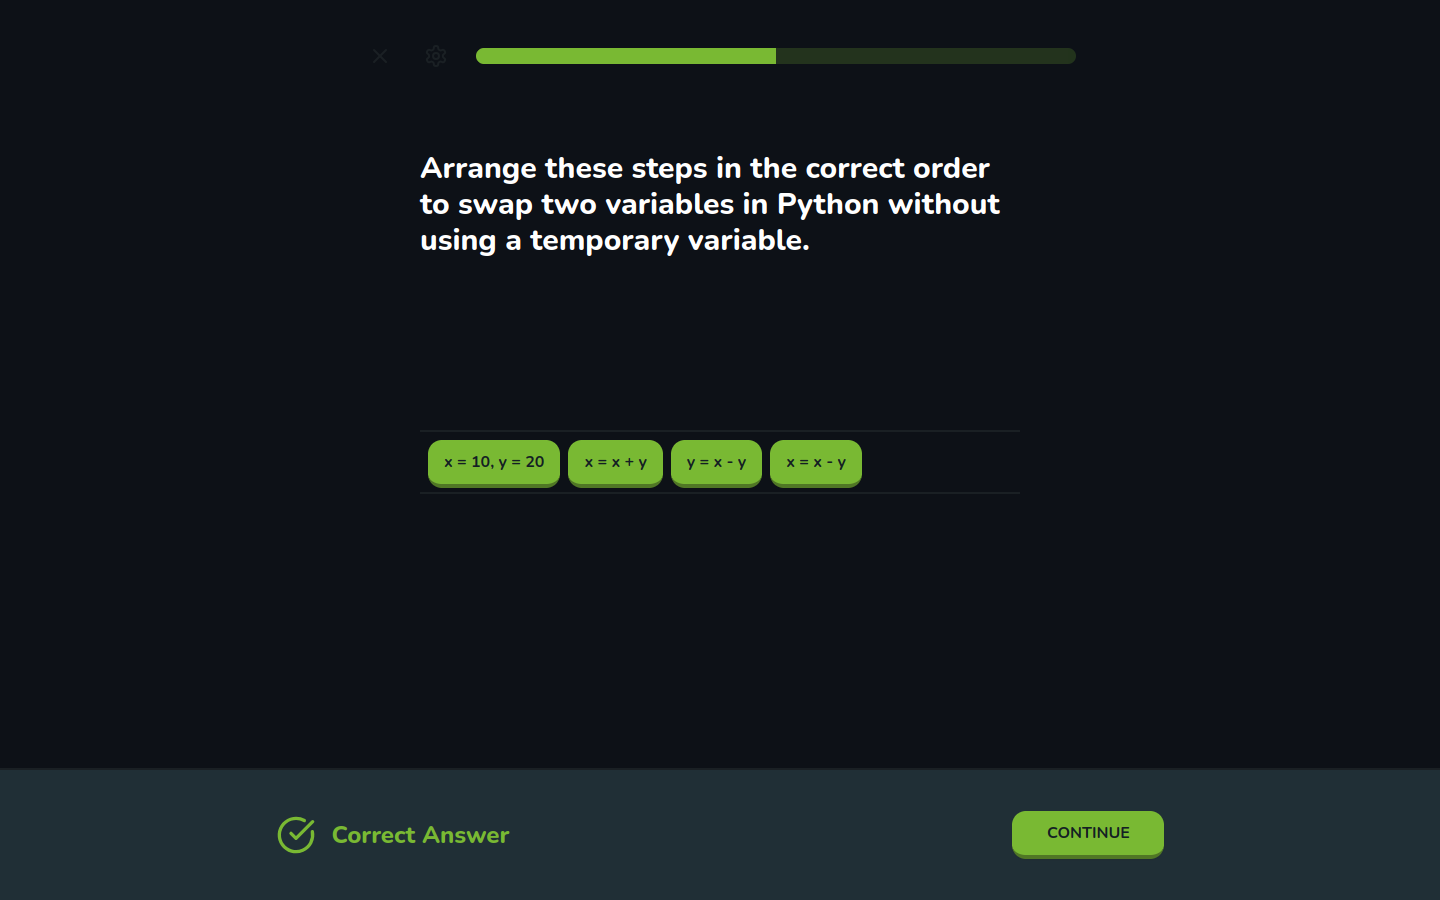 Arrange these steps in the correct order
to swap two variables in Python without
using a temporary variable.
x = 10, y = 20
x = x + y
y = x - y
x = x - y
Correct Answer
CONTINUE